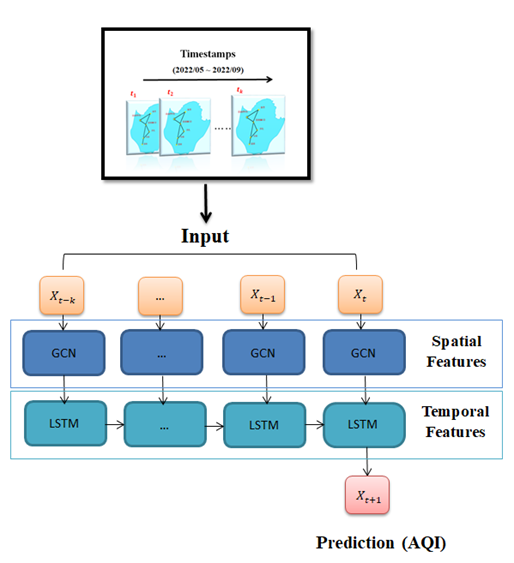 Timestamps
(2022/05 ~ 2022/09)
t₁ t₂ ..... 
Input
Xₜ₋ₖ ... Xₜ₋₁ Xₜ
GCN ... GCN GCN
Spatial
Features
LSTM ... LSTM LSTM
Temporal
Features
Xₜ₊₁
Prediction (AQI)